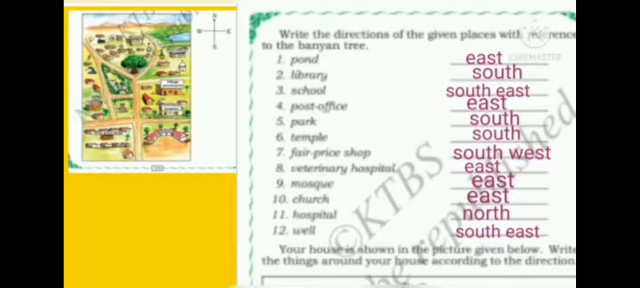 N
W
S
Write the directions of the given places with reference
to the banyan tree.
1. pond east
2. library south
3. school south east
4. post-office east
5. park south
6. temple south
7. fair-price shop south west
8. veterinary hospital east
9. mosque east
10. church east
11. hospital north
12. well south east
©KTBS
be republished
Your house is shown in the picture given below. Write
the things around your house according to the direction